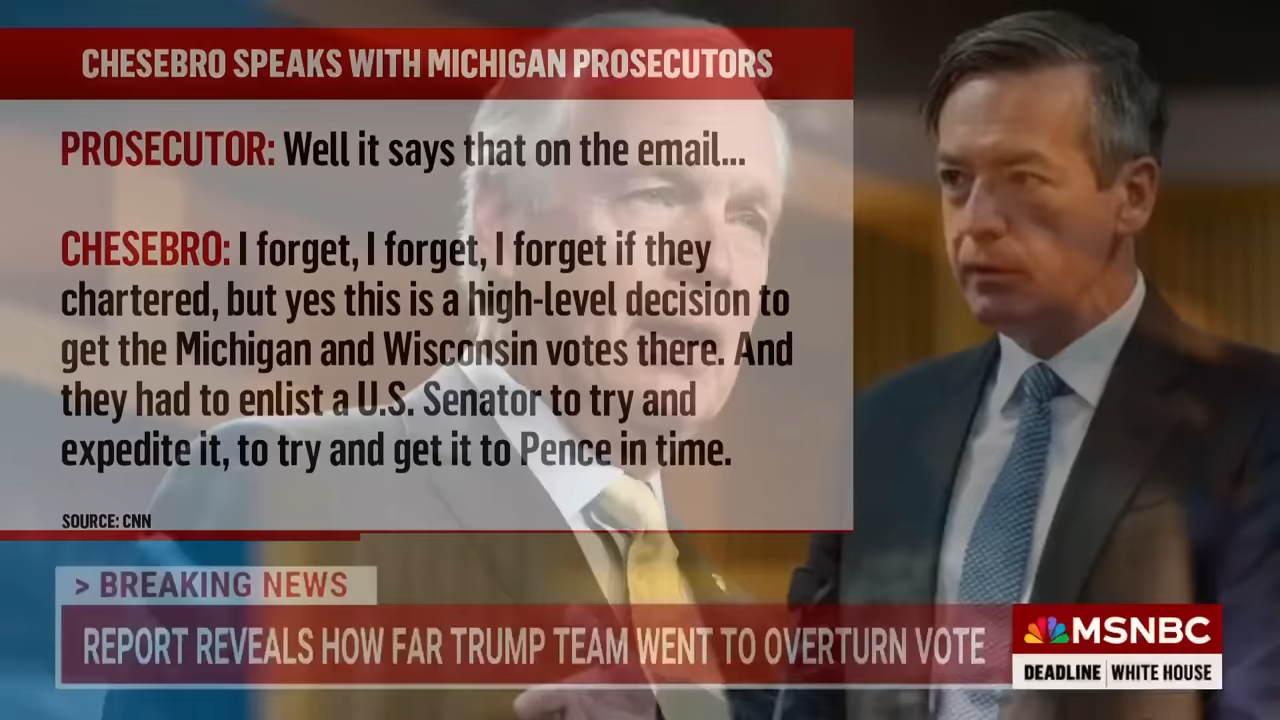 CHESEBRO SPEAKS WITH MICHIGAN PROSECUTORS
PROSECUTOR: Well it says that on the email...
CHESEBRO: I forget, I forget, I forget if they
chartered, but yes this is a high-level decision to
get the Michigan and Wisconsin votes there. And
they had to enlist a U.S. Senator to try and
expedite it, to try and get it to Pence in time.
SOURCE: CNN
> BREAKING NEWS
REPORT REVEALS HOW FAR TRUMP TEAM WENT TO OVERTURN VOTE
MSNBC
DEADLINE | WHITE HOUSE